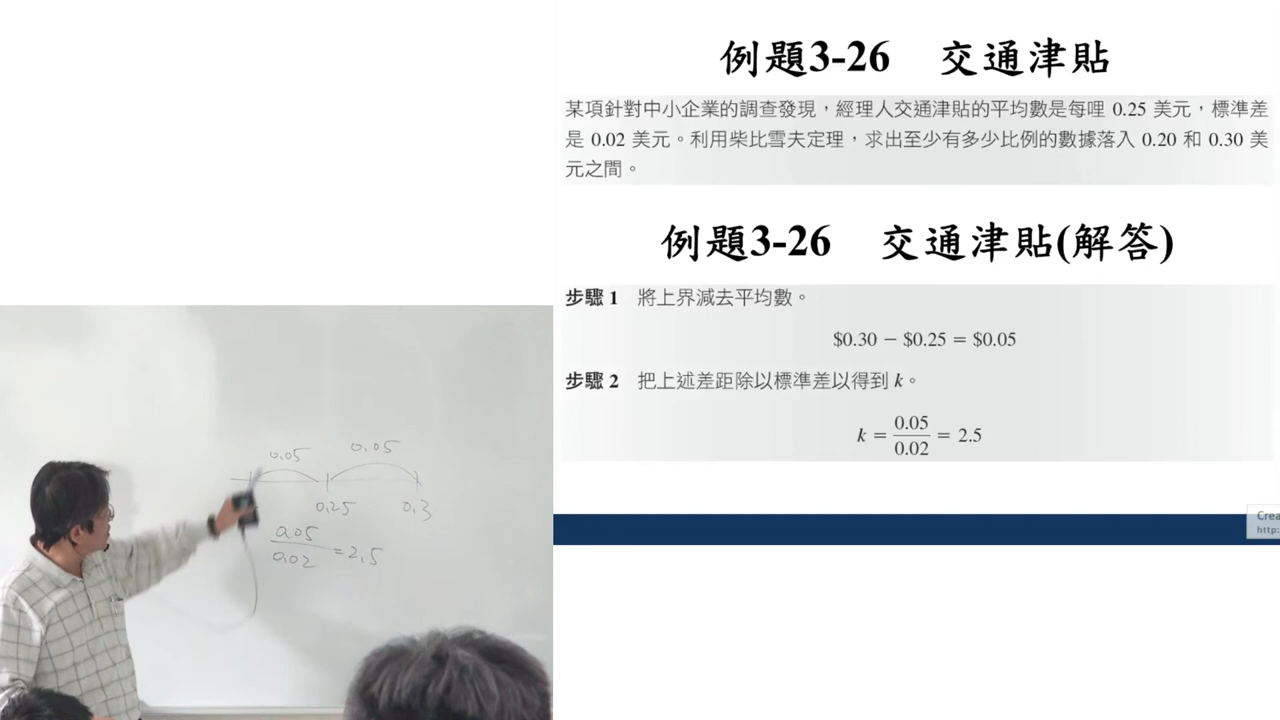 例題3-26　交通津貼
某項針對中小企業的調查發現，經理人交通津貼的平均數是每哩 0.25 美元，標準差
是 0.02 美元。利用柴比雪夫定理，求出至少有多少比例的數據落入 0.20 和 0.30 美
元之間。
例題3-26　交通津貼(解答)
步驟 1　將上界減去平均數。
$0.30 − $0.25 = $0.05
步驟 2　把上述差距除以標準差以得到 k。
k = 0.05/0.02 = 2.5
Crea
http:
0.05 0.05
0.25 0.3
0.05/0.02 = 2.5